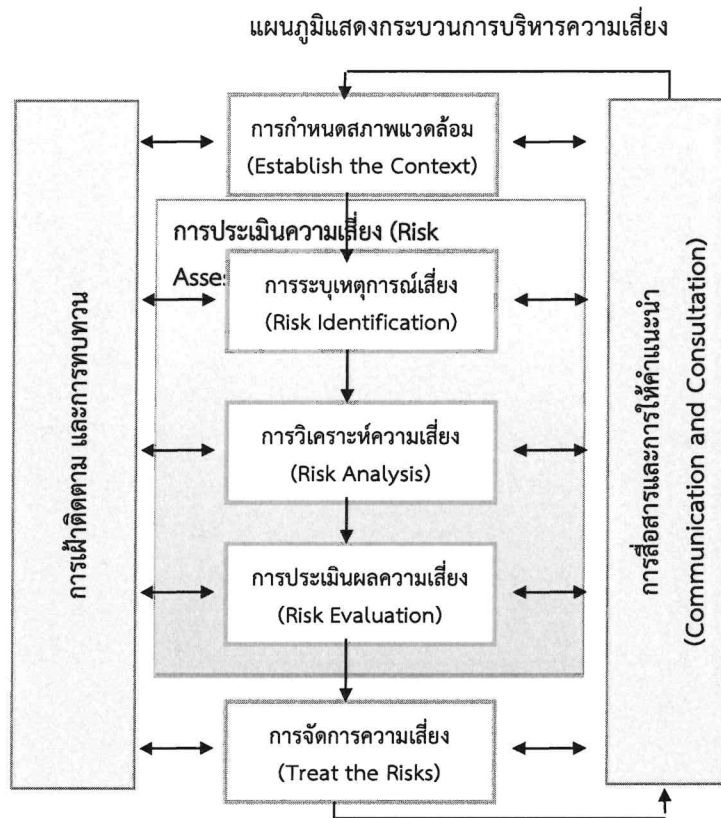 แผนภูมิแสดงกระบวนการบริหารความเสี่ยง
การกำหนดสภาพแวดล้อม
(Establish the Context)
การประเมินความเสี่ยง (Risk
Asse
การระบุเหตุการณ์เสี่ยง
(Risk Identification)
การวิเคราะห์ความเสี่ยง
(Risk Analysis)
การประเมินผลความเสี่ยง
(Risk Evaluation)
การจัดการความเสี่ยง
(Treat the Risks)
การเฝ้าติดตาม และการทบทวน
การสื่อสารและการให้คำแนะนำ
(Communication and Consultation)